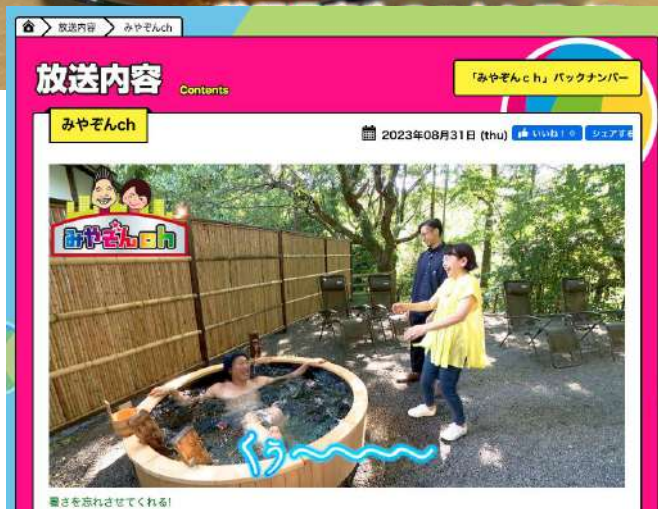 放送内容
みやぞんch
放送内容
Contents
「みやぞんｃｈ」バックナンバー
みやぞんch
2023年08月31日 (thu)
いいね！0
シェアする
みやぞんch
くぅ〜〜〜〜
暑さを忘れさせてくれる!